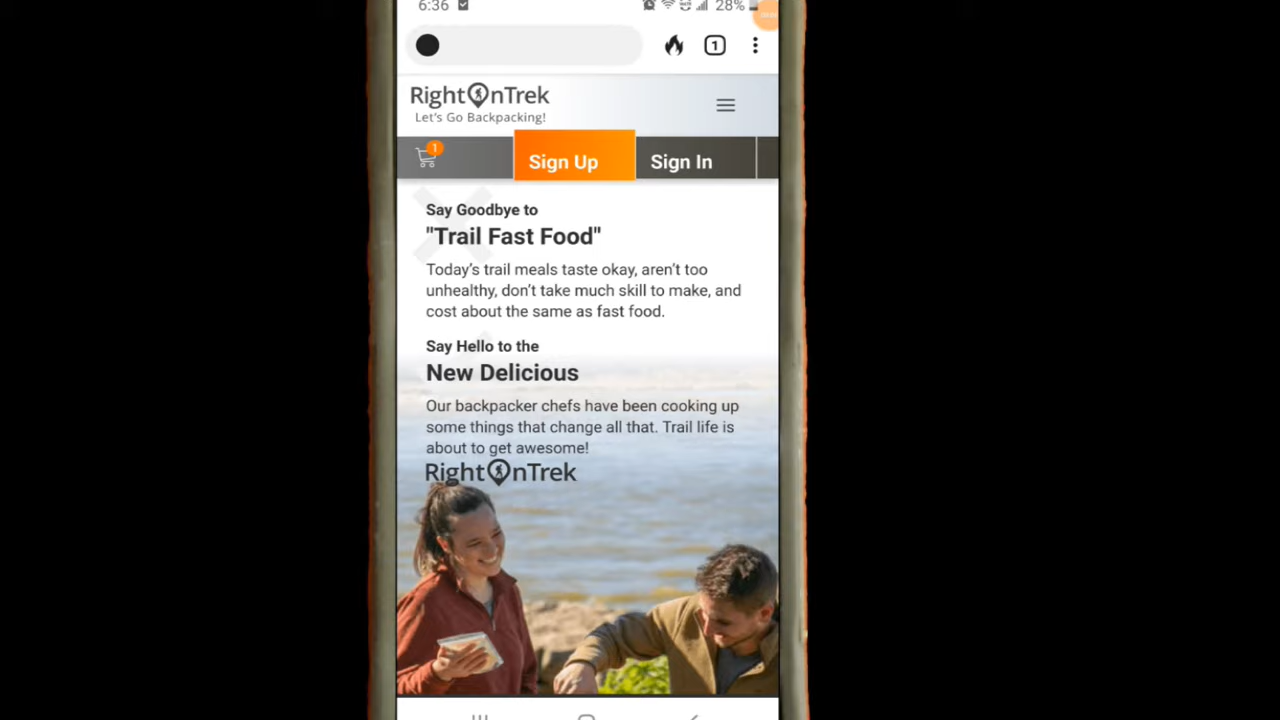 6:36
28%
1
RightOnTrek
Let's Go Backpacking!
1
Sign Up
Sign In
Say Goodbye to
"Trail Fast Food"
Today's trail meals taste okay, aren't too
unhealthy, don't take much skill to make, and
cost about the same as fast food.
Say Hello to the
New Delicious
Our backpacker chefs have been cooking up
some things that change all that. Trail life is
about to get awesome!
RightOnTrek